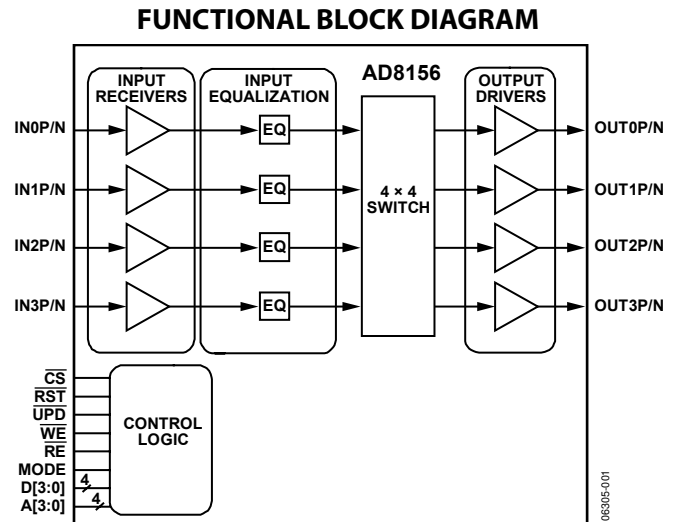 FUNCTIONAL BLOCK DIAGRAM
AD8156
INPUT
RECEIVERS
INPUT
EQUALIZATION
OUTPUT
DRIVERS
IN0P/N
EQ
OUT0P/N
IN1P/N
EQ
4 × 4
SWITCH
OUT1P/N
IN2P/N
EQ
OUT2P/N
IN3P/N
EQ
OUT3P/N
CS
RST
UPD
WE
RE
MODE
D[3:0]
4
A[3:0]
4
CONTROL
LOGIC
06305-001